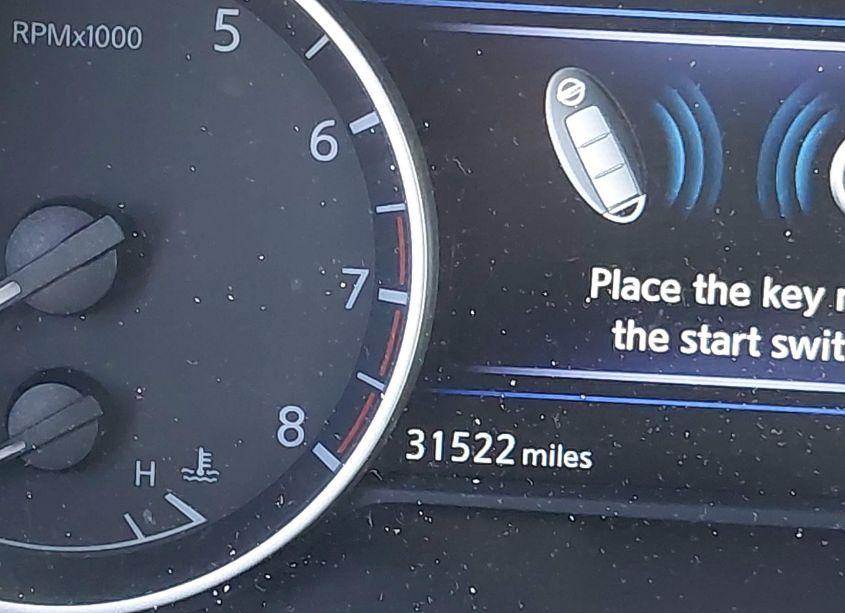 RPMx1000
5
6
7
8
H
Place the key
the start
31522 miles